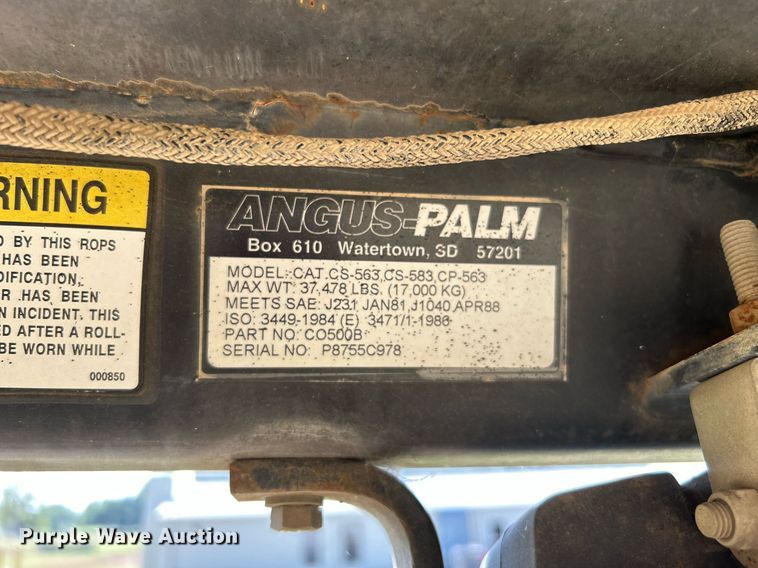 RNING
D BY THIS ROPS
HAS BEEN
DIFICATION,
R HAS BEEN
N INCIDENT. THIS
ED AFTER A ROLL-
BE WORN WHILE
000850
ANGUS-PALM
Box 610 Watertown, SD 57201
MODEL: CAT CS-563,CS-583,CP-563
MAX WT 37,478 LBS. (17,000 KG)
MEETS SAE: J231 JAN81,J1040 APR88
ISO: 3449-1984 (E) 3471/1-1986
PART NO: CO500B
SERIAL NO: P8755C978
Purple Wave Auction